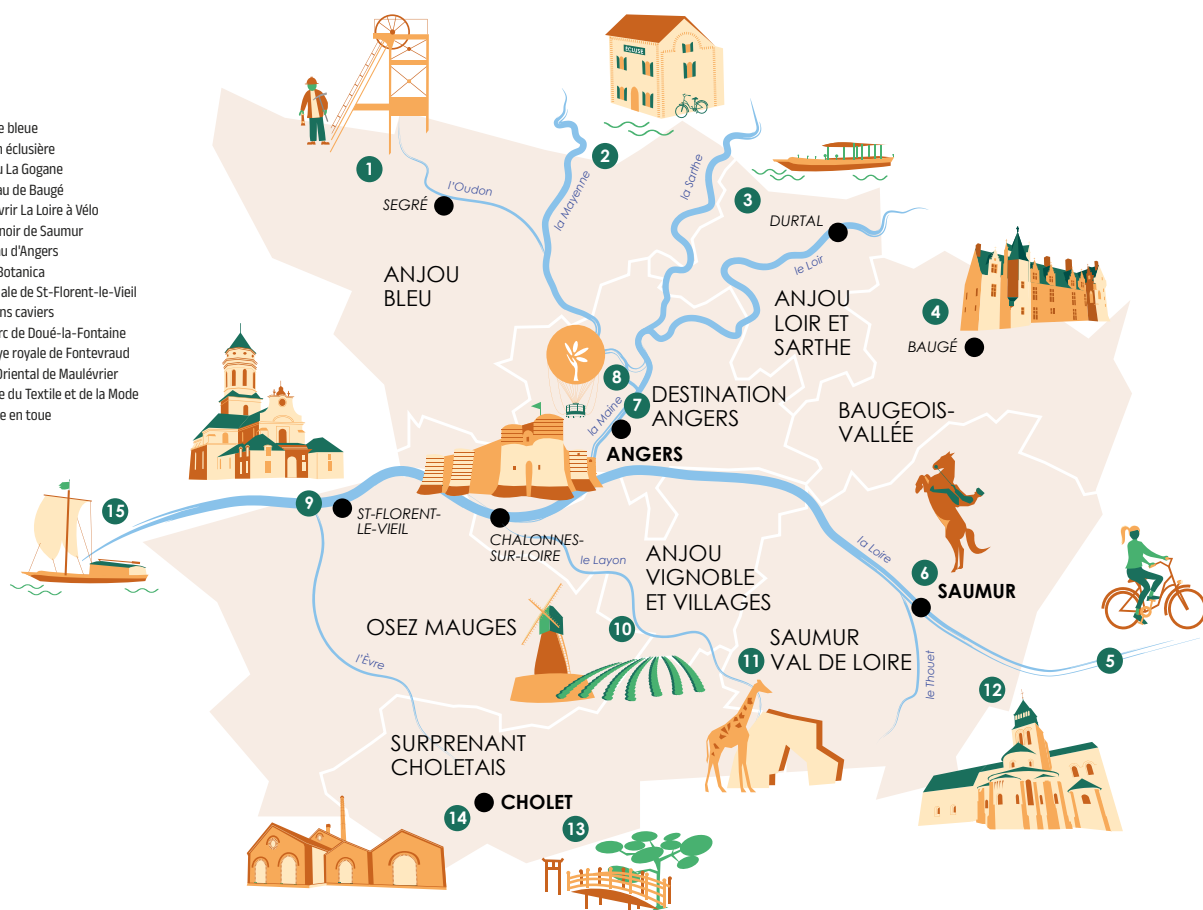 e bleue
n éclusière
u La Gogane
au de Baugé
vrir La Loire à Vélo
noir de Saumur
au d'Angers
Botanica
ale de St-Florent-le-Vieil
ns caviers
rc de Doué-la-Fontaine
ye royale de Fontevraud
Oriental de Maulévrier
e du Textile et de la Mode
e en toue
ÉCLUSE
1
2
3
la Mayenne
la Sarthe
l'Oudon
SEGRÉ
DURTAL
le Loir
ANJOU
BLEU
ANJOU
LOIR ET
SARTHE
4
BAUGÉ
8
7
la Maine
DESTINATION
ANGERS
ANGERS
BAUGEOIS-
VALLÉE
15
9
ST-FLORENT-
LE-VIEIL
CHALONNES-
SUR-LOIRE
le Layon
ANJOU
VIGNOBLE
ET VILLAGES
la Loire
6
SAUMUR
OSEZ MAUGES
10
l'Èvre
11
SAUMUR
VAL DE LOIRE
le Thouet
5
12
SURPRENANT
CHOLETAIS
CHOLET
14
13